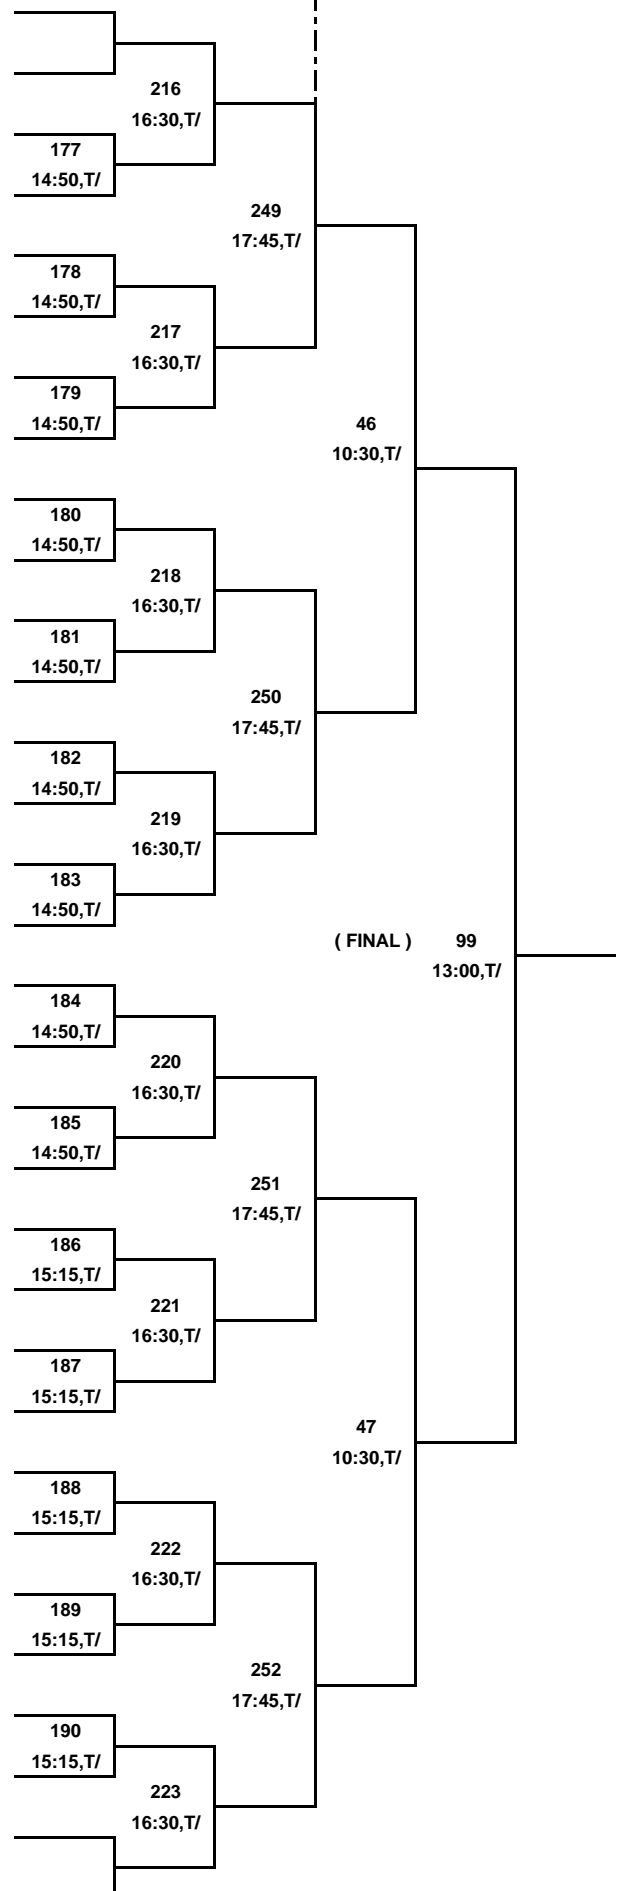 216
16:30,T/
177
14:50,T/
249
17:45,T/
178
14:50,T/
217
16:30,T/
179
14:50,T/
46
10:30,T/
180
14:50,T/
218
16:30,T/
181
14:50,T/
250
17:45,T/
182
14:50,T/
219
16:30,T/
183
14:50,T/
( FINAL ) 99
13:00,T/
184
14:50,T/
220
16:30,T/
185
14:50,T/
251
17:45,T/
186
15:15,T/
221
16:30,T/
187
15:15,T/
47
10:30,T/
188
15:15,T/
222
16:30,T/
189
15:15,T/
252
17:45,T/
190
15:15,T/
223
16:30,T/